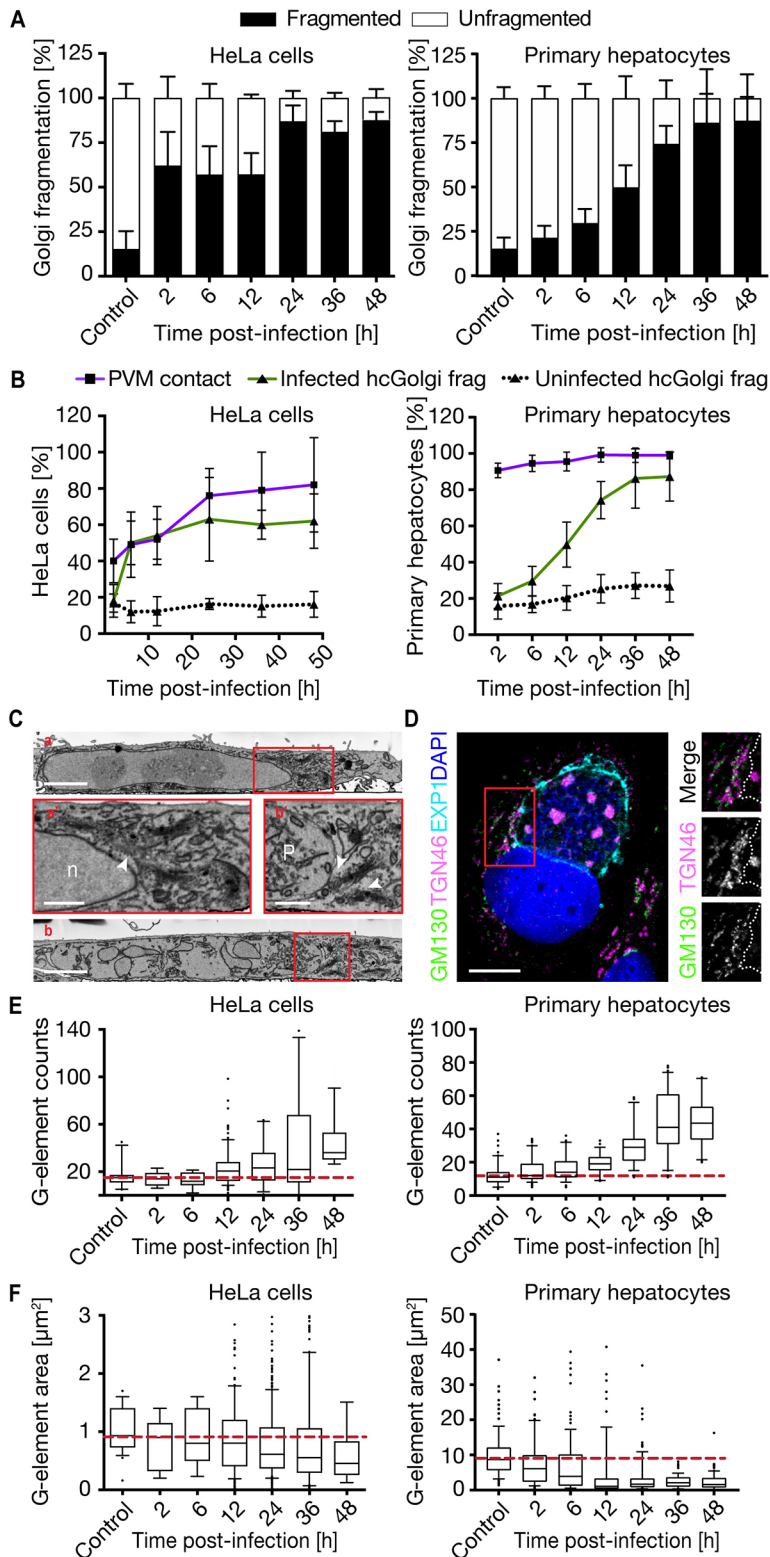 A
Fragmented Unfragmented
HeLa cells
Primary hepatocytes
Golgi fragmentation [%]
125
100
75
50
25
0
Control 2 6 12 24 36 48
Time post-infection [h]
Golgi fragmentation [%]
125
100
75
50
25
0
Control 2 6 12 24 36 48
Time post-infection [h]
B
PVM contact Infected hcGolgi frag Uninfected hcGolgi frag
HeLa cells
Primary hepatocytes
HeLa cells [%]
120
100
80
60
40
20
0
10 20 30 40 50
Time post-infection [h]
Primary hepatocytes [%]
120
100
80
60
40
20
0
2 6 12 24 36 48
Time post-infection [h]
C
a
a'
n
b'
P
b
D
GM130 TGN46 EXP1 DAPI
Merge
TGN46
GM130
E
HeLa cells
Primary hepatocytes
G-element counts
140
100
60
20
Control 2 6 12 24 36 48
Time post-infection [h]
G-element counts
100
80
60
40
20
0
Control 2 6 12 24 36 48
Time post-infection [h]
F
HeLa cells
Primary hepatocytes
G-element area [µm²]
3
2
1
0
Control 2 6 12 24 36 48
Time post-infection [h]
G-element area [µm²]
50
40
30
20
10
0
Control 2 6 12 24 36 48
Time post-infection [h]